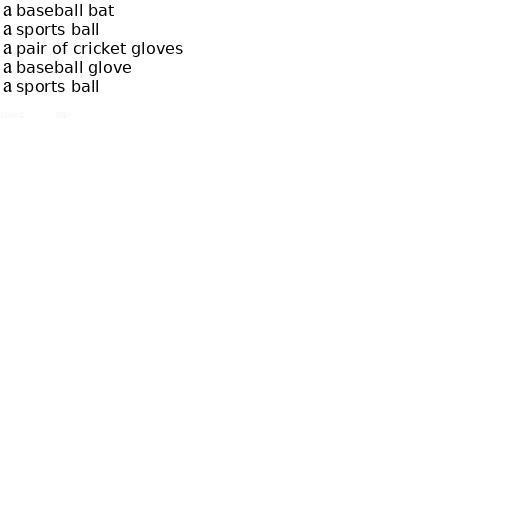 a baseball bat
a sports ball
a pair of cricket gloves
a baseball glove
a sports ball